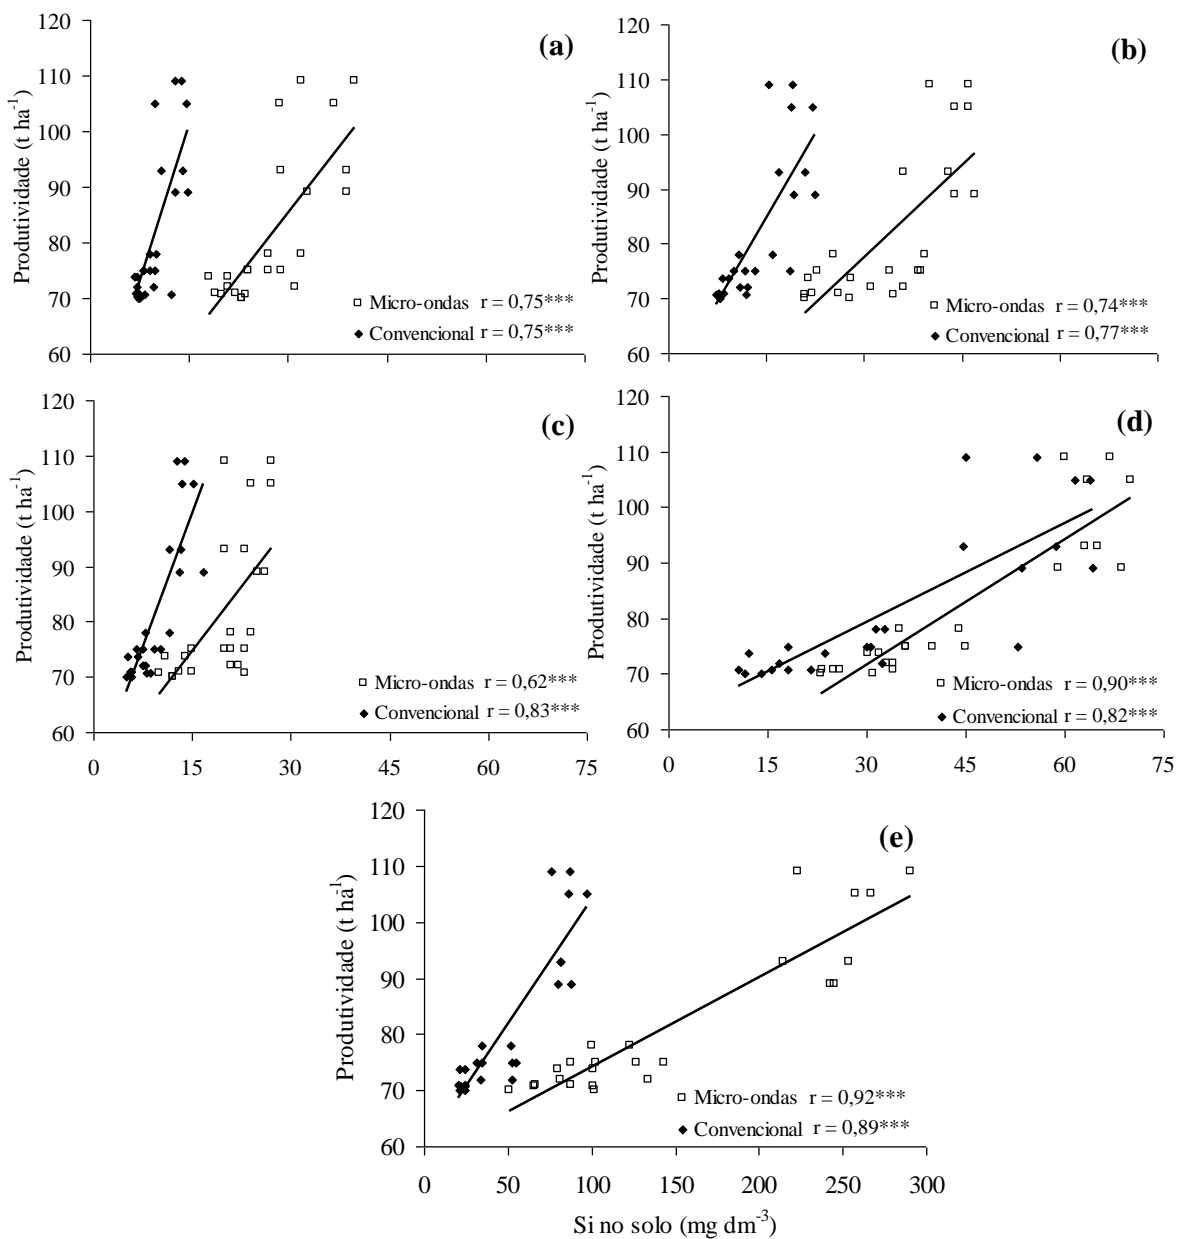 120
110
100
90
80
70
60
Produtividade (t ha-1)
(a)
Micro-ondas r = 0,75***
Convencional r = 0,75***
120
110
100
90
80
70
60
Produtividade (t ha-1)
(b)
Micro-ondas r = 0,74***
Convencional r = 0,77***
120
110
100
90
80
70
60
Produtividade (t ha-1)
(c)
Micro-ondas r = 0,62***
Convencional r = 0,83***
0 15 30 45 60 75
120
110
100
90
80
70
60
Produtividade (t ha-1)
(d)
Micro-ondas r = 0,90***
Convencional r = 0,82***
0 15 30 45 60 75
120
110
100
90
80
70
60
Produtividade (t ha-1)
(e)
Micro-ondas r = 0,92***
Convencional r = 0,89***
0 50 100 150 200 250 300
Si no solo (mg dm-3)